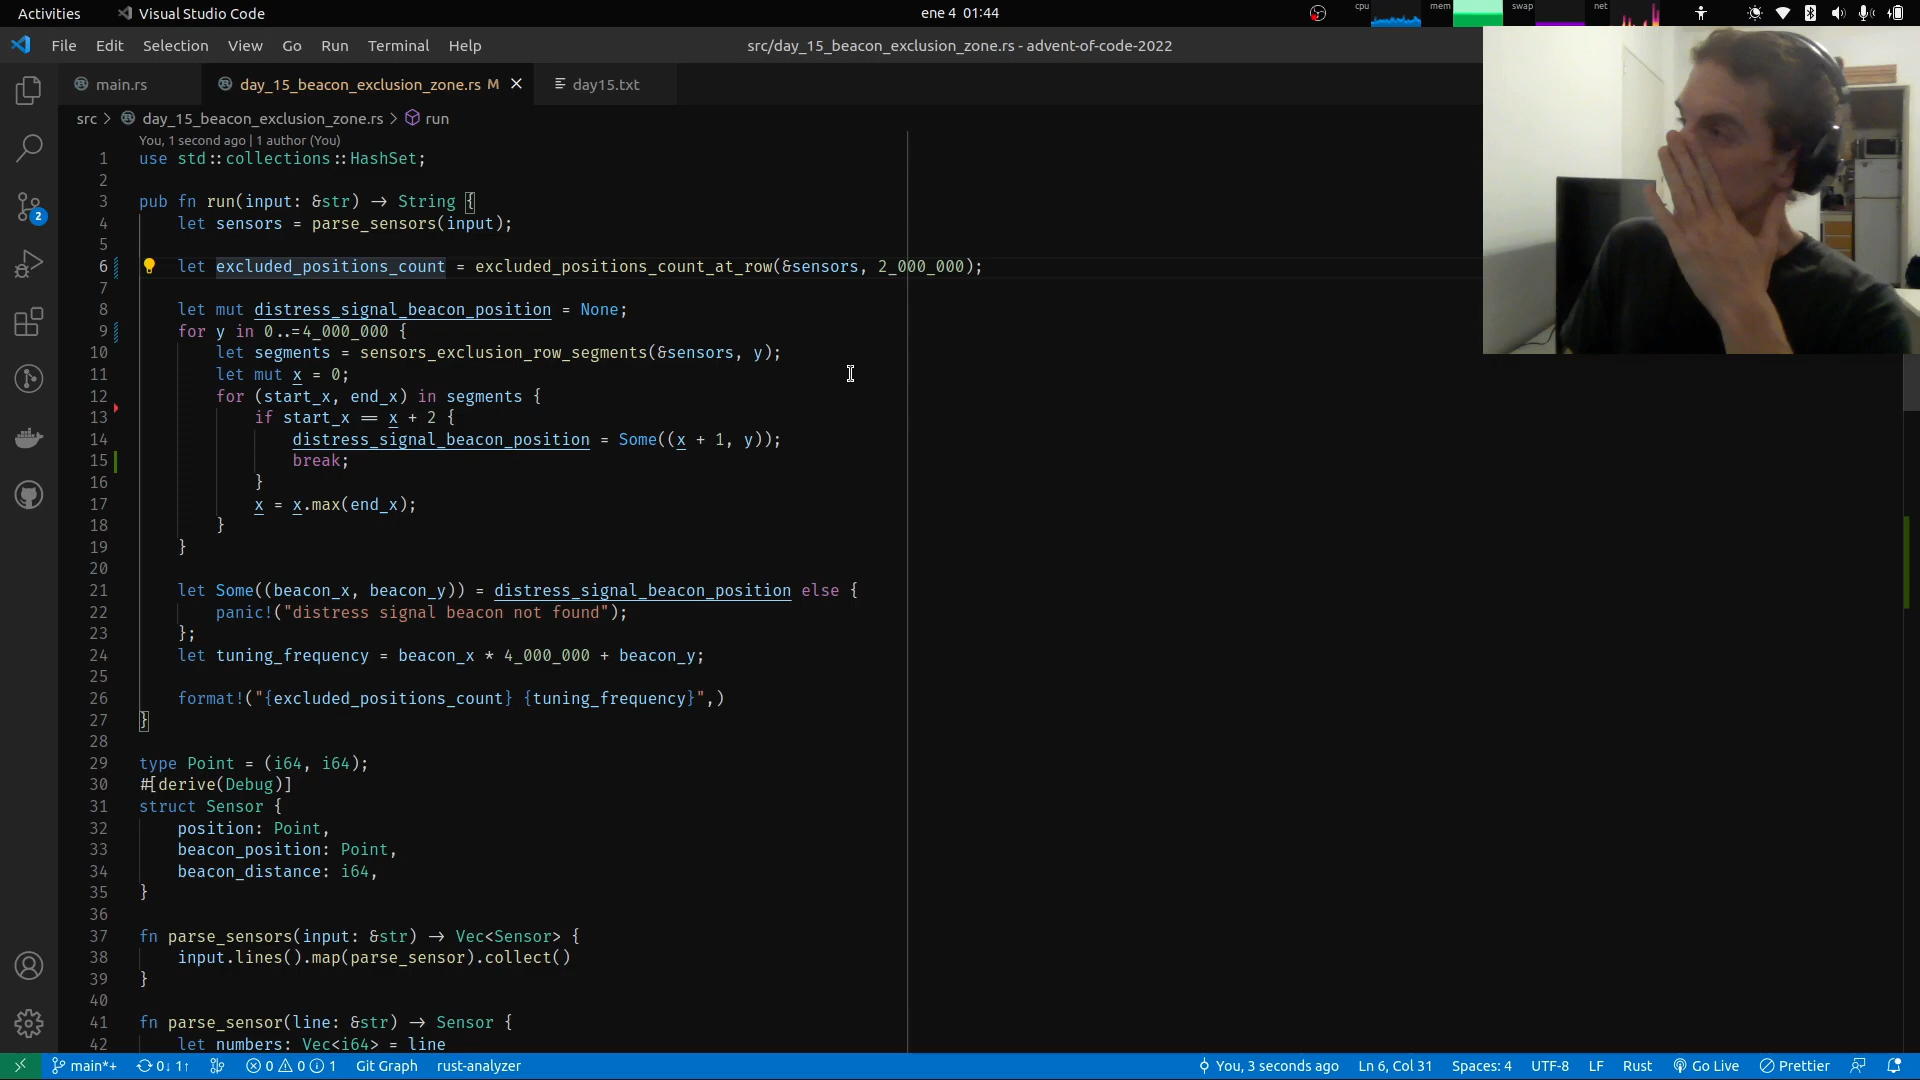 Activities Visual Studio Code ene 4 01:44 cpu mem swap net
File Edit Selection View Go Run Terminal Help src/day_15_beacon_exclusion_zone.rs - advent-of-code-2022
main.rs day_15_beacon_exclusion_zone.rs M day15.txt
src > day_15_beacon_exclusion_zone.rs > run
You, 1 second ago | 1 author (You)
1 use std::collections::HashSet;
2
3 pub fn run(input: &str) -> String {
4 let sensors = parse_sensors(input);
5
6 let excluded_positions_count = excluded_positions_count_at_row(&sensors, 2_000_000);
7
8 let mut distress_signal_beacon_position = None;
9 for y in 0..=4_000_000 {
10 let segments = sensors_exclusion_row_segments(&sensors, y);
11 let mut x = 0;
12 for (start_x, end_x) in segments {
13 if start_x == x + 2 {
14 distress_signal_beacon_position = Some((x + 1, y));
15 break;
16 }
17 x = x.max(end_x);
18 }
19 }
20
21 let Some((beacon_x, beacon_y)) = distress_signal_beacon_position else {
22 panic!("distress signal beacon not found");
23 };
24 let tuning_frequency = beacon_x * 4_000_000 + beacon_y;
25
26 format!("{excluded_positions_count} {tuning_frequency}",)
27 }
28
29 type Point = (i64, i64);
30 #[derive(Debug)]
31 struct Sensor {
32 position: Point,
33 beacon_position: Point,
34 beacon_distance: i64,
35 }
36
37 fn parse_sensors(input: &str) -> Vec<Sensor> {
38 input.lines().map(parse_sensor).collect()
39 }
40
41 fn parse_sensor(line: &str) -> Sensor {
42 let numbers: Vec<i64> = line
2
main*+ 0↓ 1↑ 0 0 1 Git Graph rust-analyzer You, 3 seconds ago Ln 6, Col 31 Spaces: 4 UTF-8 LF Rust Go Live Prettier